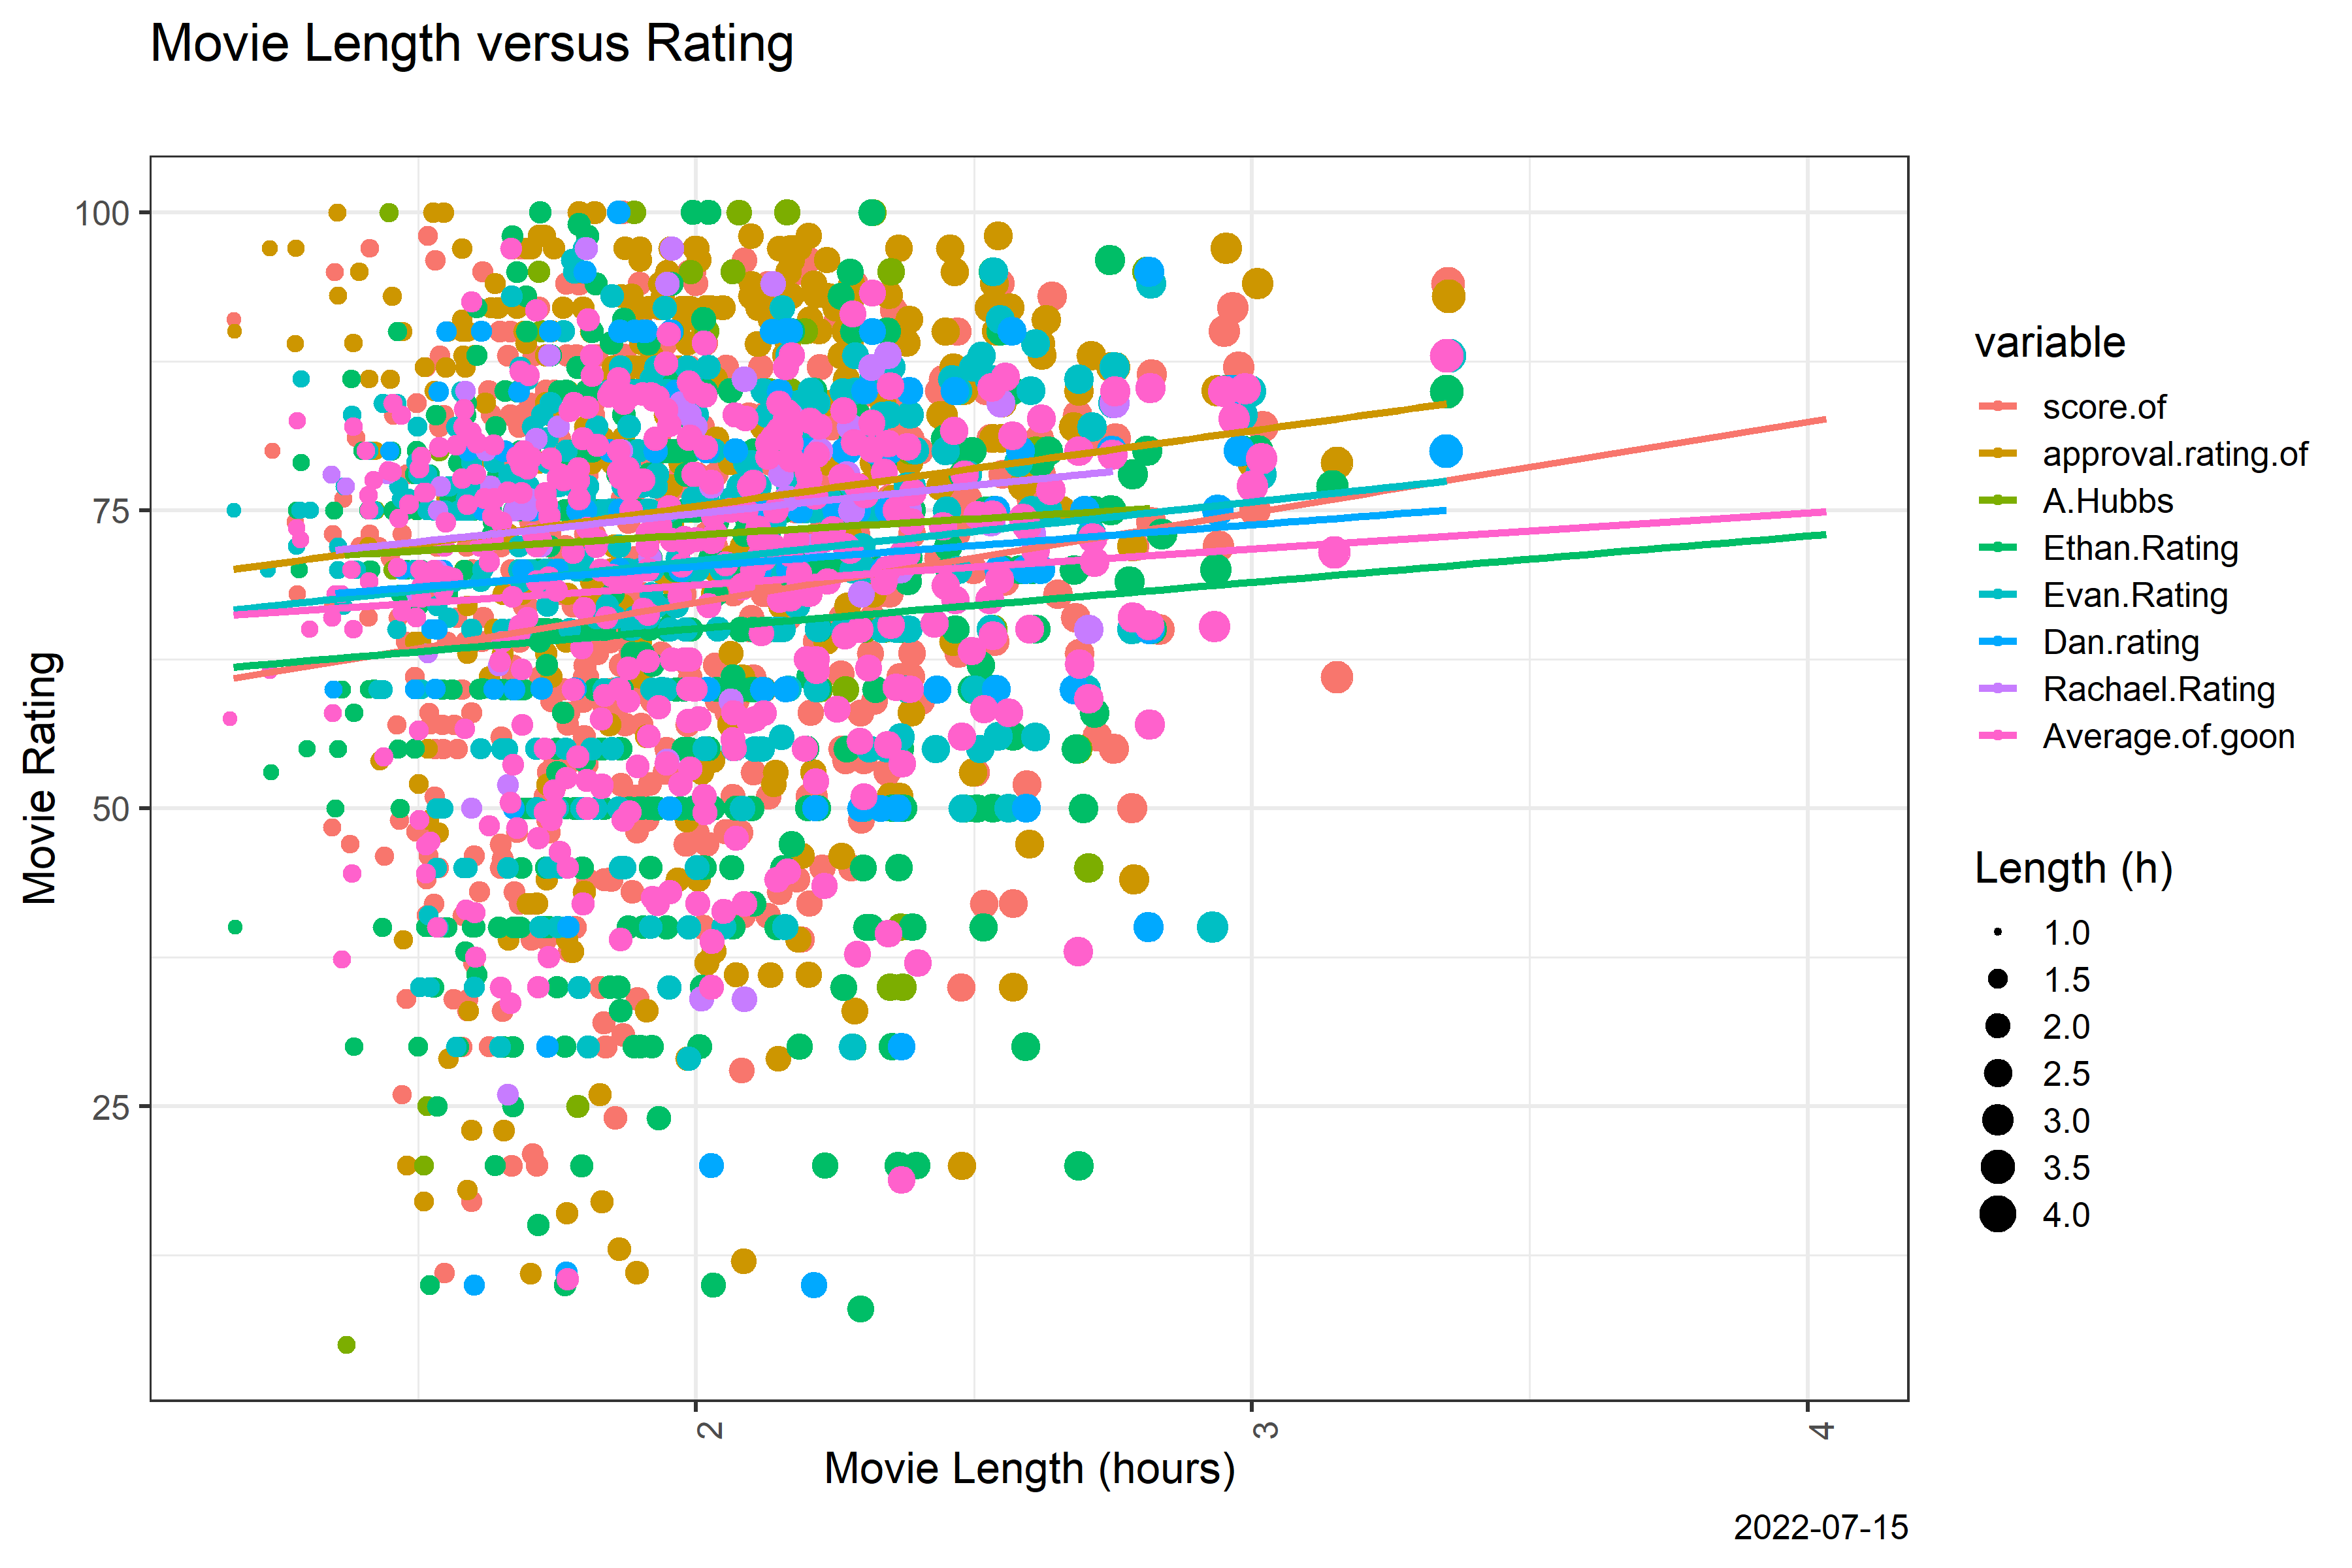 Movie Length versus Rating
Movie Rating
100
75
50
25
2
3
4
Movie Length (hours)
variable
score.of
approval.rating.of
A.Hubbs
Ethan.Rating
Evan.Rating
Dan.rating
Rachael.Rating
Average.of.goon
Length (h)
1.0
1.5
2.0
2.5
3.0
3.5
4.0
2022-07-15